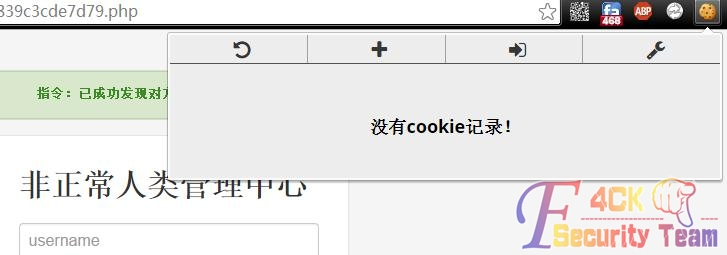 839c3cde7d79.php
468
ABP
指令：已成功发现对方
没有cookie记录！
非正常人类管理中心
username
F4CK
Security Team